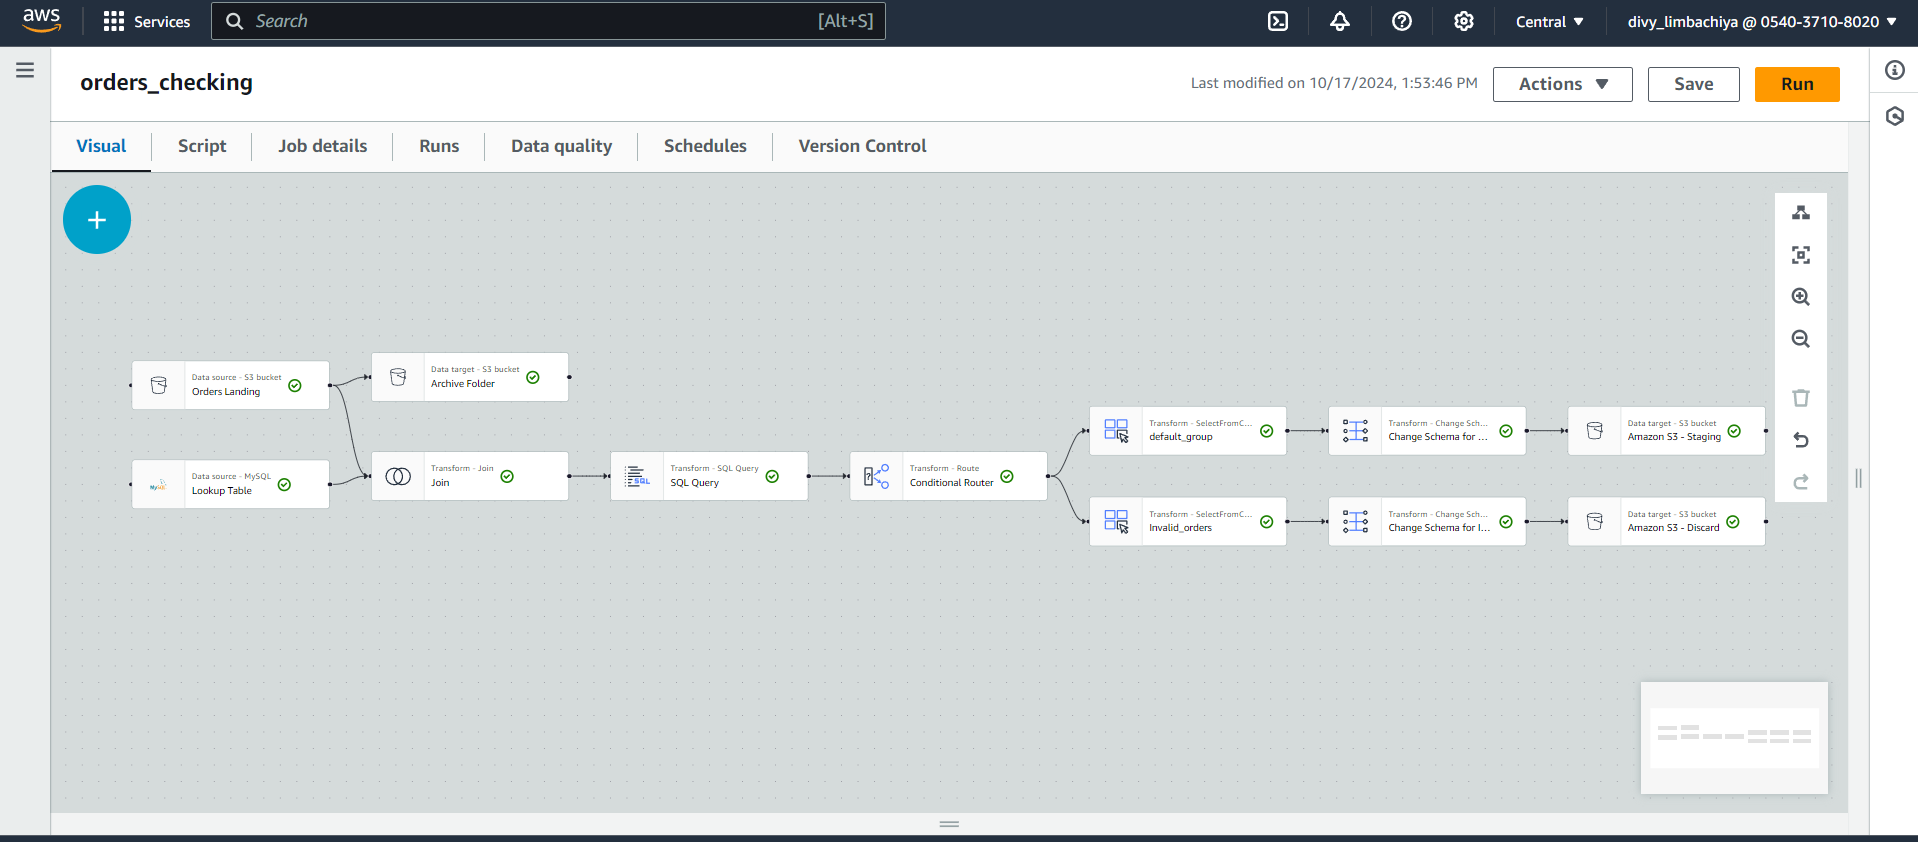 aws
Services
Search
[Alt+S]
Central
divy_limbachiya @ 0540-3710-8020
orders_checking
Last modified on 10/17/2024, 1:53:46 PM
Actions
Save
Run
Visual
Script
Job details
Runs
Data quality
Schedules
Version Control
Data source - S3 bucket
Orders Landing
Data target - S3 bucket
Archive Folder
Data source - MySQL
Lookup Table
MySQL
Transform - Join
Join
Transform - SQL Query
SQL Query
SQL
Transform - Route
Conditional Router
Transform - SelectFromC...
default_group
Transform - Change Sch...
Change Schema for ...
Data target - S3 bucket
Amazon S3 - Staging
Transform - SelectFromC...
Invalid_orders
Transform - Change Sch...
Change Schema for I...
Data target - S3 bucket
Amazon S3 - Discard